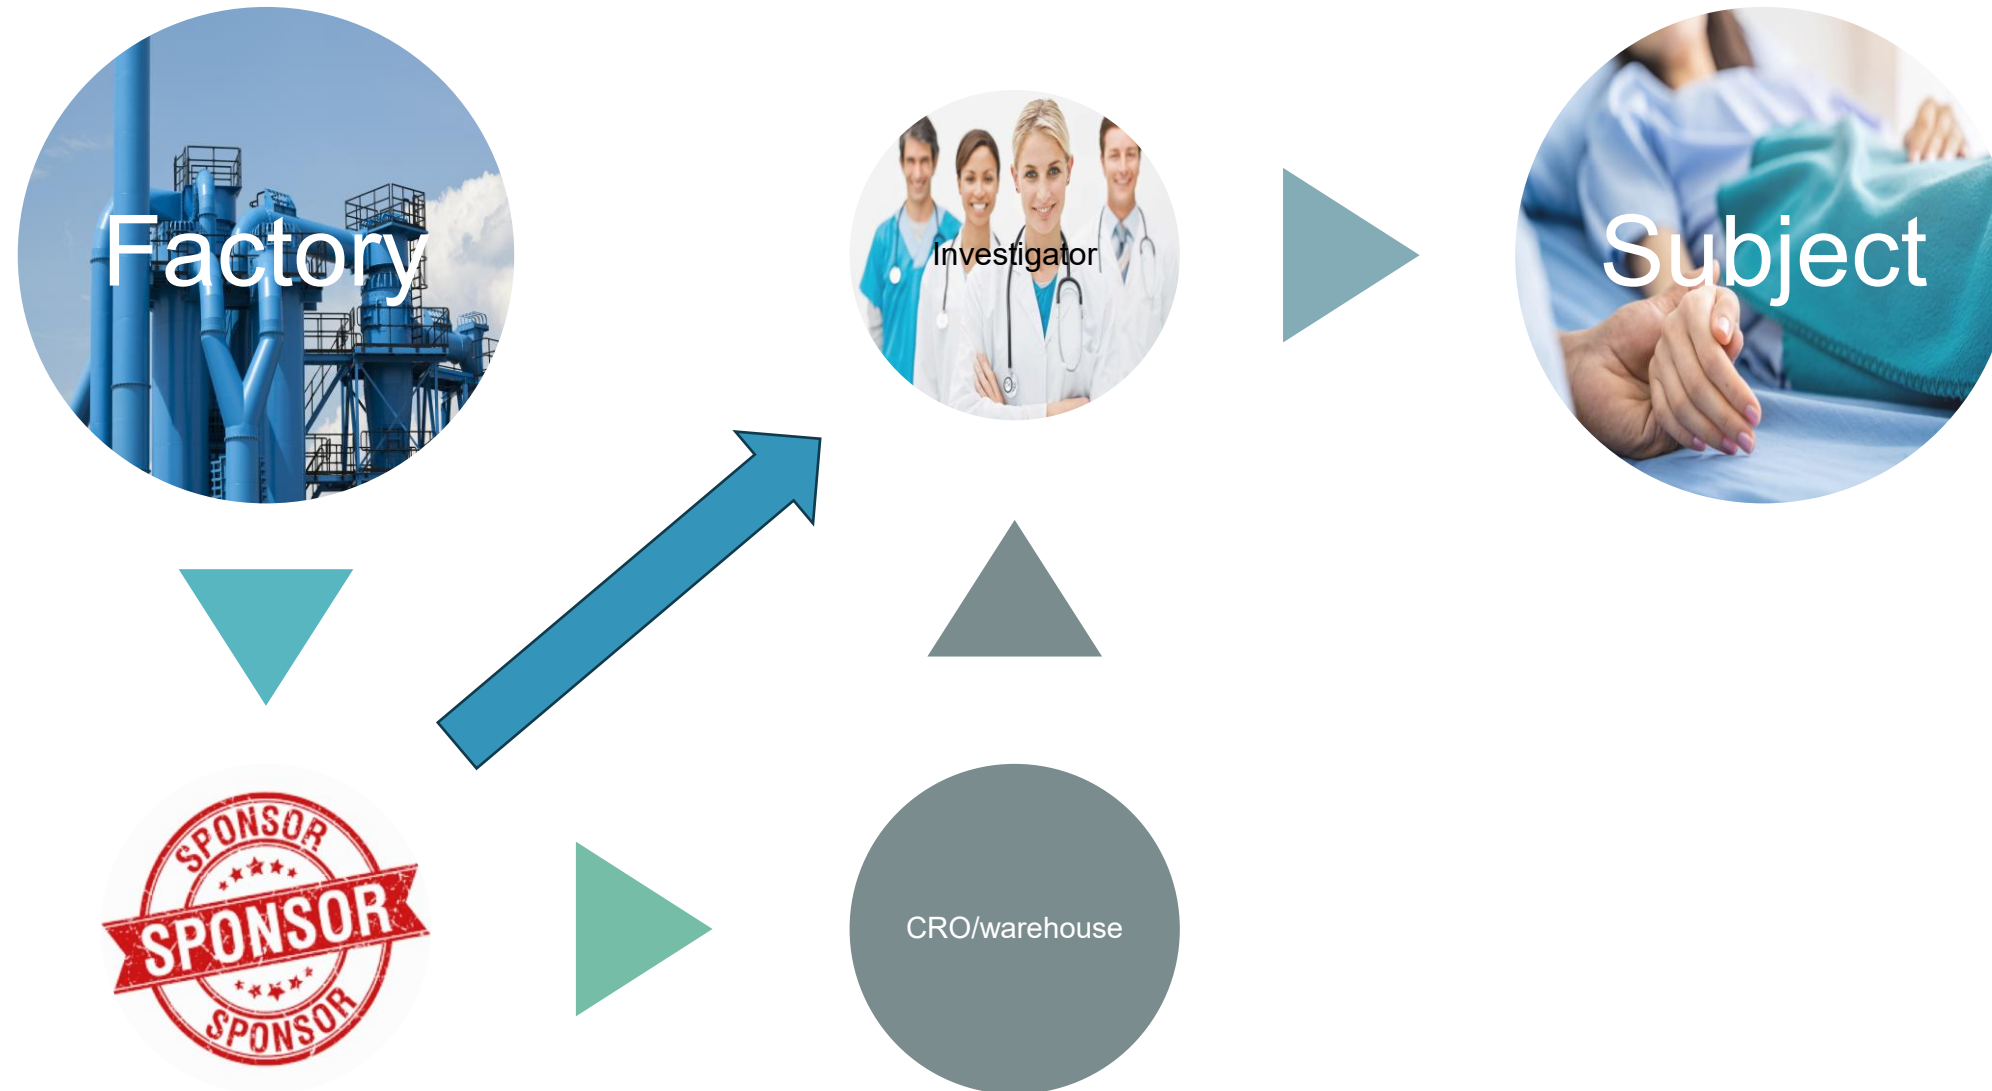 Factory
Investigator
Subject
SPONSOR
SPONSOR
SPONSOR
CRO/warehouse